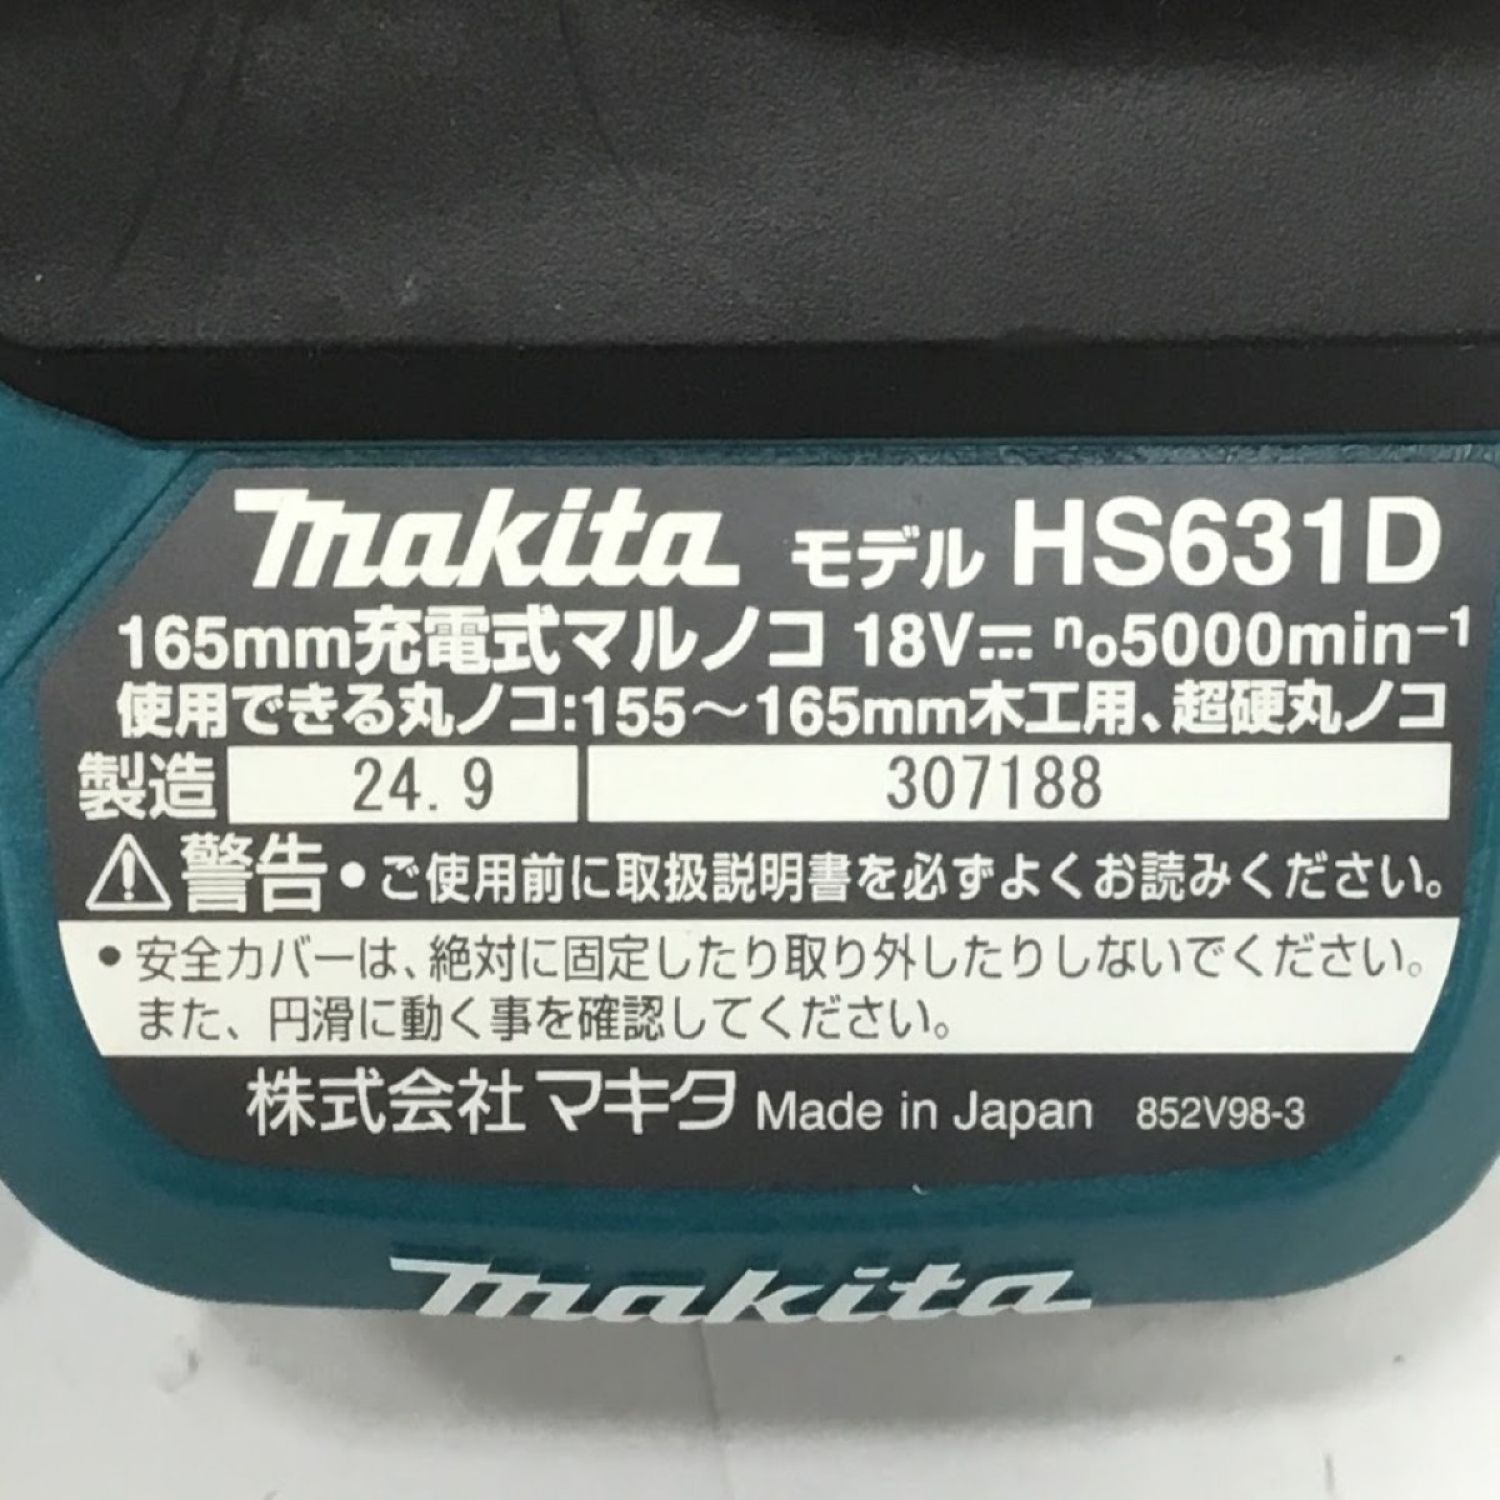 makita モデル HS631D
165mm充電式マルノコ 18V⎓ no5000min⁻¹
使用できる丸ノコ:155～165mm木工用、超硬丸ノコ
製造 24.9 307188
⚠警告・ご使用前に取扱説明書を必ずよくお読みください。
・安全カバーは、絶対に固定したり取り外したりしないでください。
また、円滑に動く事を確認してください。
株式会社マキタ Made in Japan 852V98-3
makita